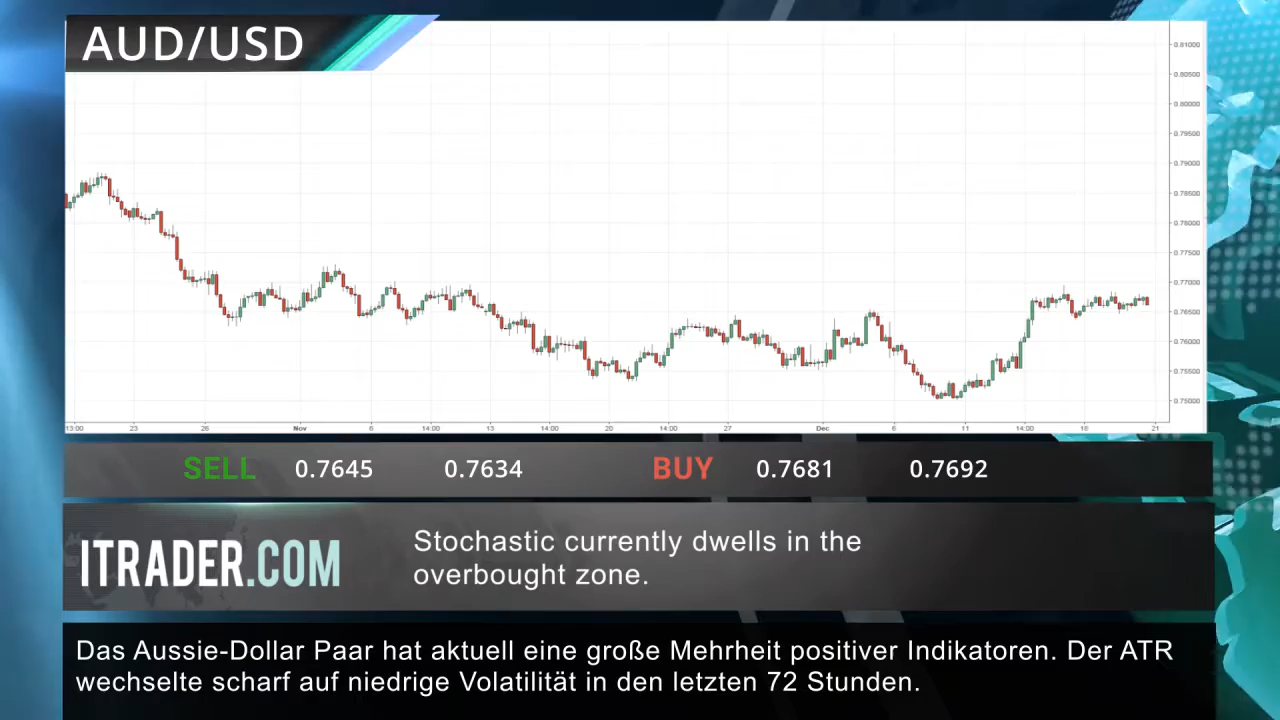 AUD/USD
0.81000
0.80500
0.80000
0.79500
0.79000
0.78500
0.78000
0.77500
0.77000
0.76500
0.76000
0.75500
0.75000
13:00 23 26 Nov 6 14:00 13 14:00 20 14:00 27 Dec 6 11 14:00 18 21
SELL 0.7645 0.7634 BUY 0.7681 0.7692
ITRADER.COM
Stochastic currently dwells in the
overbought zone.
Das Aussie-Dollar Paar hat aktuell eine große Mehrheit positiver Indikatoren. Der ATR
wechselte scharf auf niedrige Volatilität in den letzten 72 Stunden.